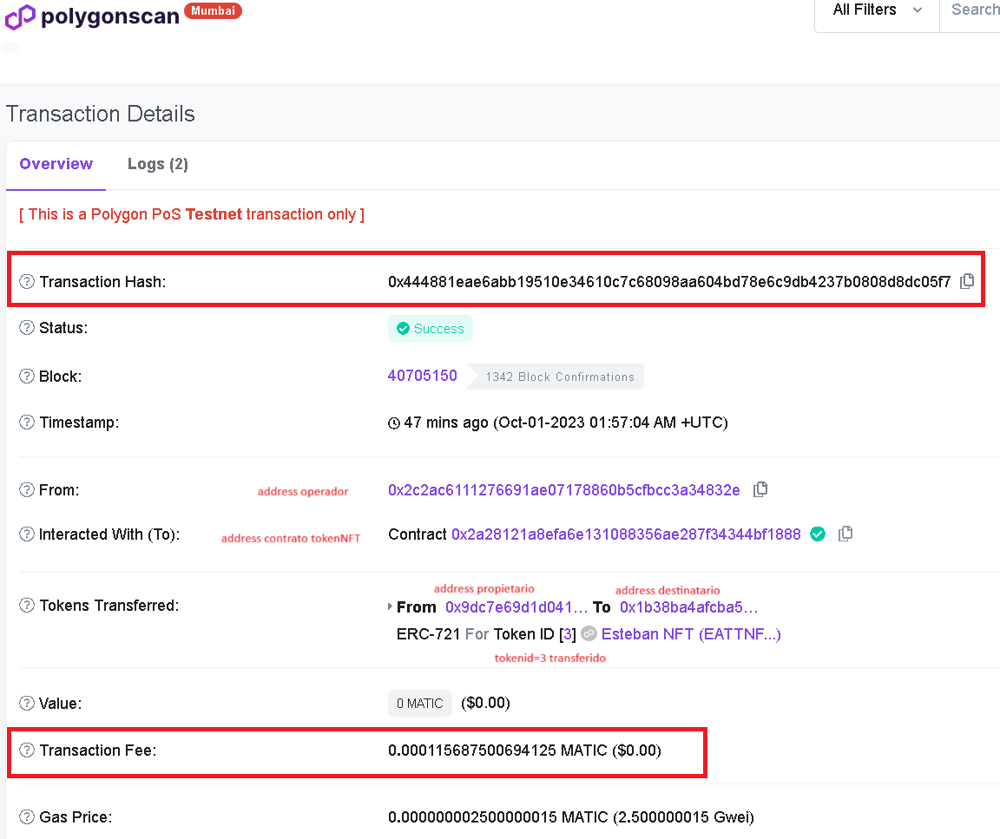 polygonscan Mumbai
All Filters Search
Transaction Details
Overview Logs (2)
[ This is a Polygon PoS Testnet transaction only ]
Transaction Hash: 0x444881eae6abb19510e34610c7c68098aa604bd78e6c9db4237b0808d8dc05f7
Status: Success
Block: 40705150 1342 Block Confirmations
Timestamp: 47 mins ago (Oct-01-2023 01:57:04 AM +UTC)
From: address operador 0x2c2ac6111276691ae07178860b5cfbcc3a34832e
Interacted With (To): address contrato tokenNFT Contract 0x2a28121a8efa6e131088356ae287f34344bf1888
address propietario address destinatario
Tokens Transferred: From 0x9dc7e69d1d041... To 0x1b38ba4afcba5...
ERC-721 For Token ID [3] Esteban NFT (EATTNF...)
tokenid=3 transferido
Value: 0 MATIC ($0.00)
Transaction Fee: 0.000115687500694125 MATIC ($0.00)
Gas Price: 0.000000002500000015 MATIC (2.500000015 Gwei)